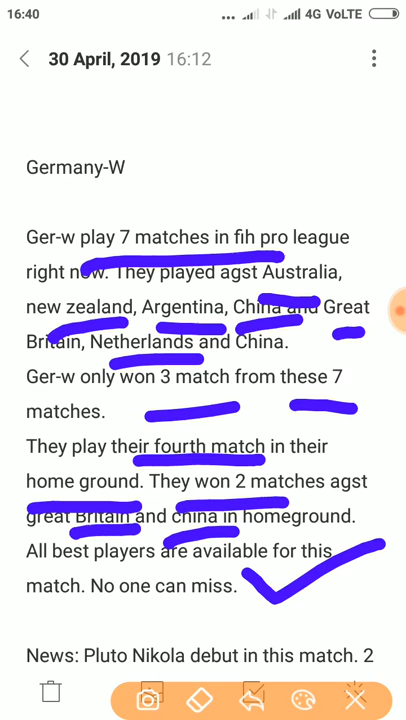 16:40
... 4G VoLTE
30 April, 2019 16:12
Germany-W
Ger-w play 7 matches in fih pro league
right now. They played agst Australia,
new zealand, Argentina, China and Great
Britain, Netherlands and China.
Ger-w only won 3 match from these 7
matches.
They play their fourth match in their
home ground. They won 2 matches agst
great Britain and china in homeground.
All best players are available for this
match. No one can miss.
News: Pluto Nikola debut in this match. 2